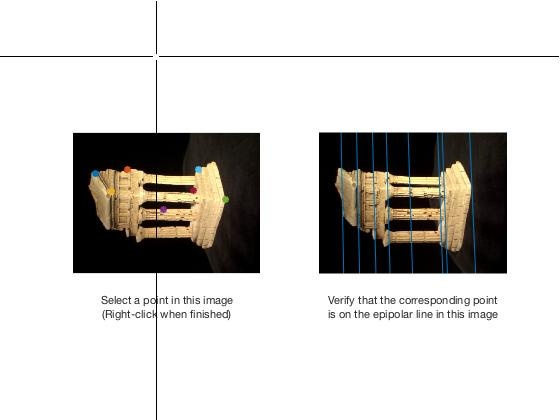 Select a point in this image
(Right-click when finished)
Verify that the corresponding point
is on the epipolar line in this image